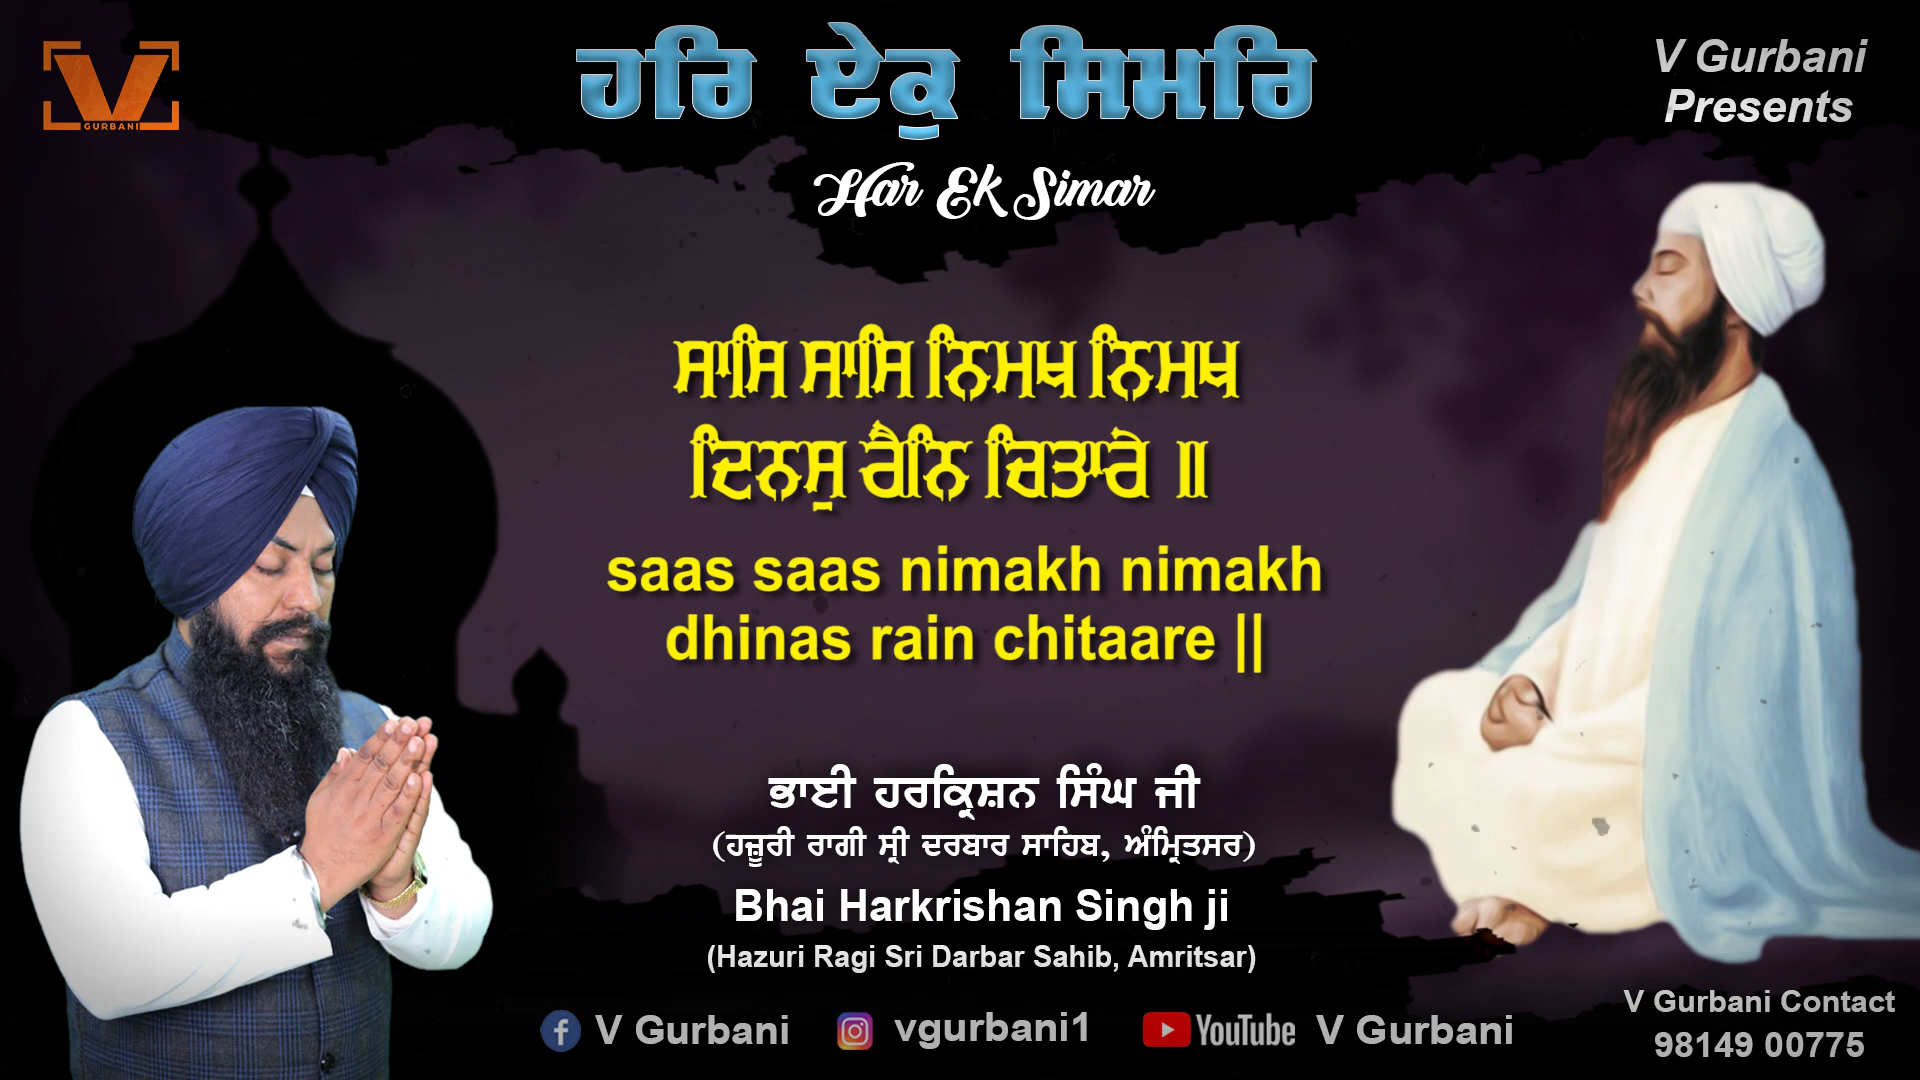 V
GURBANI
ਹਰਿ ਏਕੁ ਸਿਮਰਿ
Har Ek Simar
V Gurbani
Presents
ਸਾਸਿ ਸਾਸਿ ਨਿਮਖ ਨਿਮਖ
ਦਿਨਸੁ ਰੈਨਿ ਚਿਤਾਰੇ ॥
saas saas nimakh nimakh
dhinas rain chitaare ||
ਭਾਈ ਹਰਕ੍ਰਿਸ਼ਨ ਸਿੰਘ ਜੀ
(ਹਜ਼ੂਰੀ ਰਾਗੀ ਸ੍ਰੀ ਦਰਬਾਰ ਸਾਹਿਬ, ਅੰਮ੍ਰਿਤਸਰ)
Bhai Harkrishan Singh ji
(Hazuri Ragi Sri Darbar Sahib, Amritsar)
f V Gurbani vgurbani1 YouTube V Gurbani
V Gurbani Contact
98149 00775